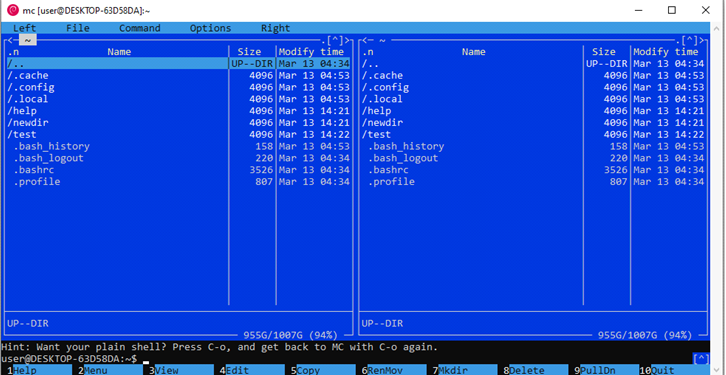 mc [user@DESKTOP-63D58DA]:~
Left File Command Options Right
<─ ~ .[^]> <─ ~ .[^]>
.n Name Size Modify time .n Name Size Modify time
/.. UP--DIR Mar 13 04:34 /.. UP--DIR Mar 13 04:34
/.cache 4096 Mar 13 04:53 /.cache 4096 Mar 13 04:53
/.config 4096 Mar 13 04:53 /.config 4096 Mar 13 04:53
/.local 4096 Mar 13 04:53 /.local 4096 Mar 13 04:53
/help 4096 Mar 13 14:21 /help 4096 Mar 13 14:21
/newdir 4096 Mar 13 14:21 /newdir 4096 Mar 13 14:21
/test 4096 Mar 13 14:22 /test 4096 Mar 13 14:22
.bash_history 158 Mar 13 04:53 .bash_history 158 Mar 13 04:53
.bash_logout 220 Mar 13 04:34 .bash_logout 220 Mar 13 04:34
.bashrc 3526 Mar 13 04:34 .bashrc 3526 Mar 13 04:34
.profile 807 Mar 13 04:34 .profile 807 Mar 13 04:34
UP--DIR UP--DIR
955G/1007G (94%) 955G/1007G (94%)
Hint: Want your plain shell? Press C-o, and get back to MC with C-o again.
user@DESKTOP-63D58DA:~$ [^]
1Help 2Menu 3View 4Edit 5Copy 6RenMov 7Mkdir 8Delete 9PullDn 10Quit